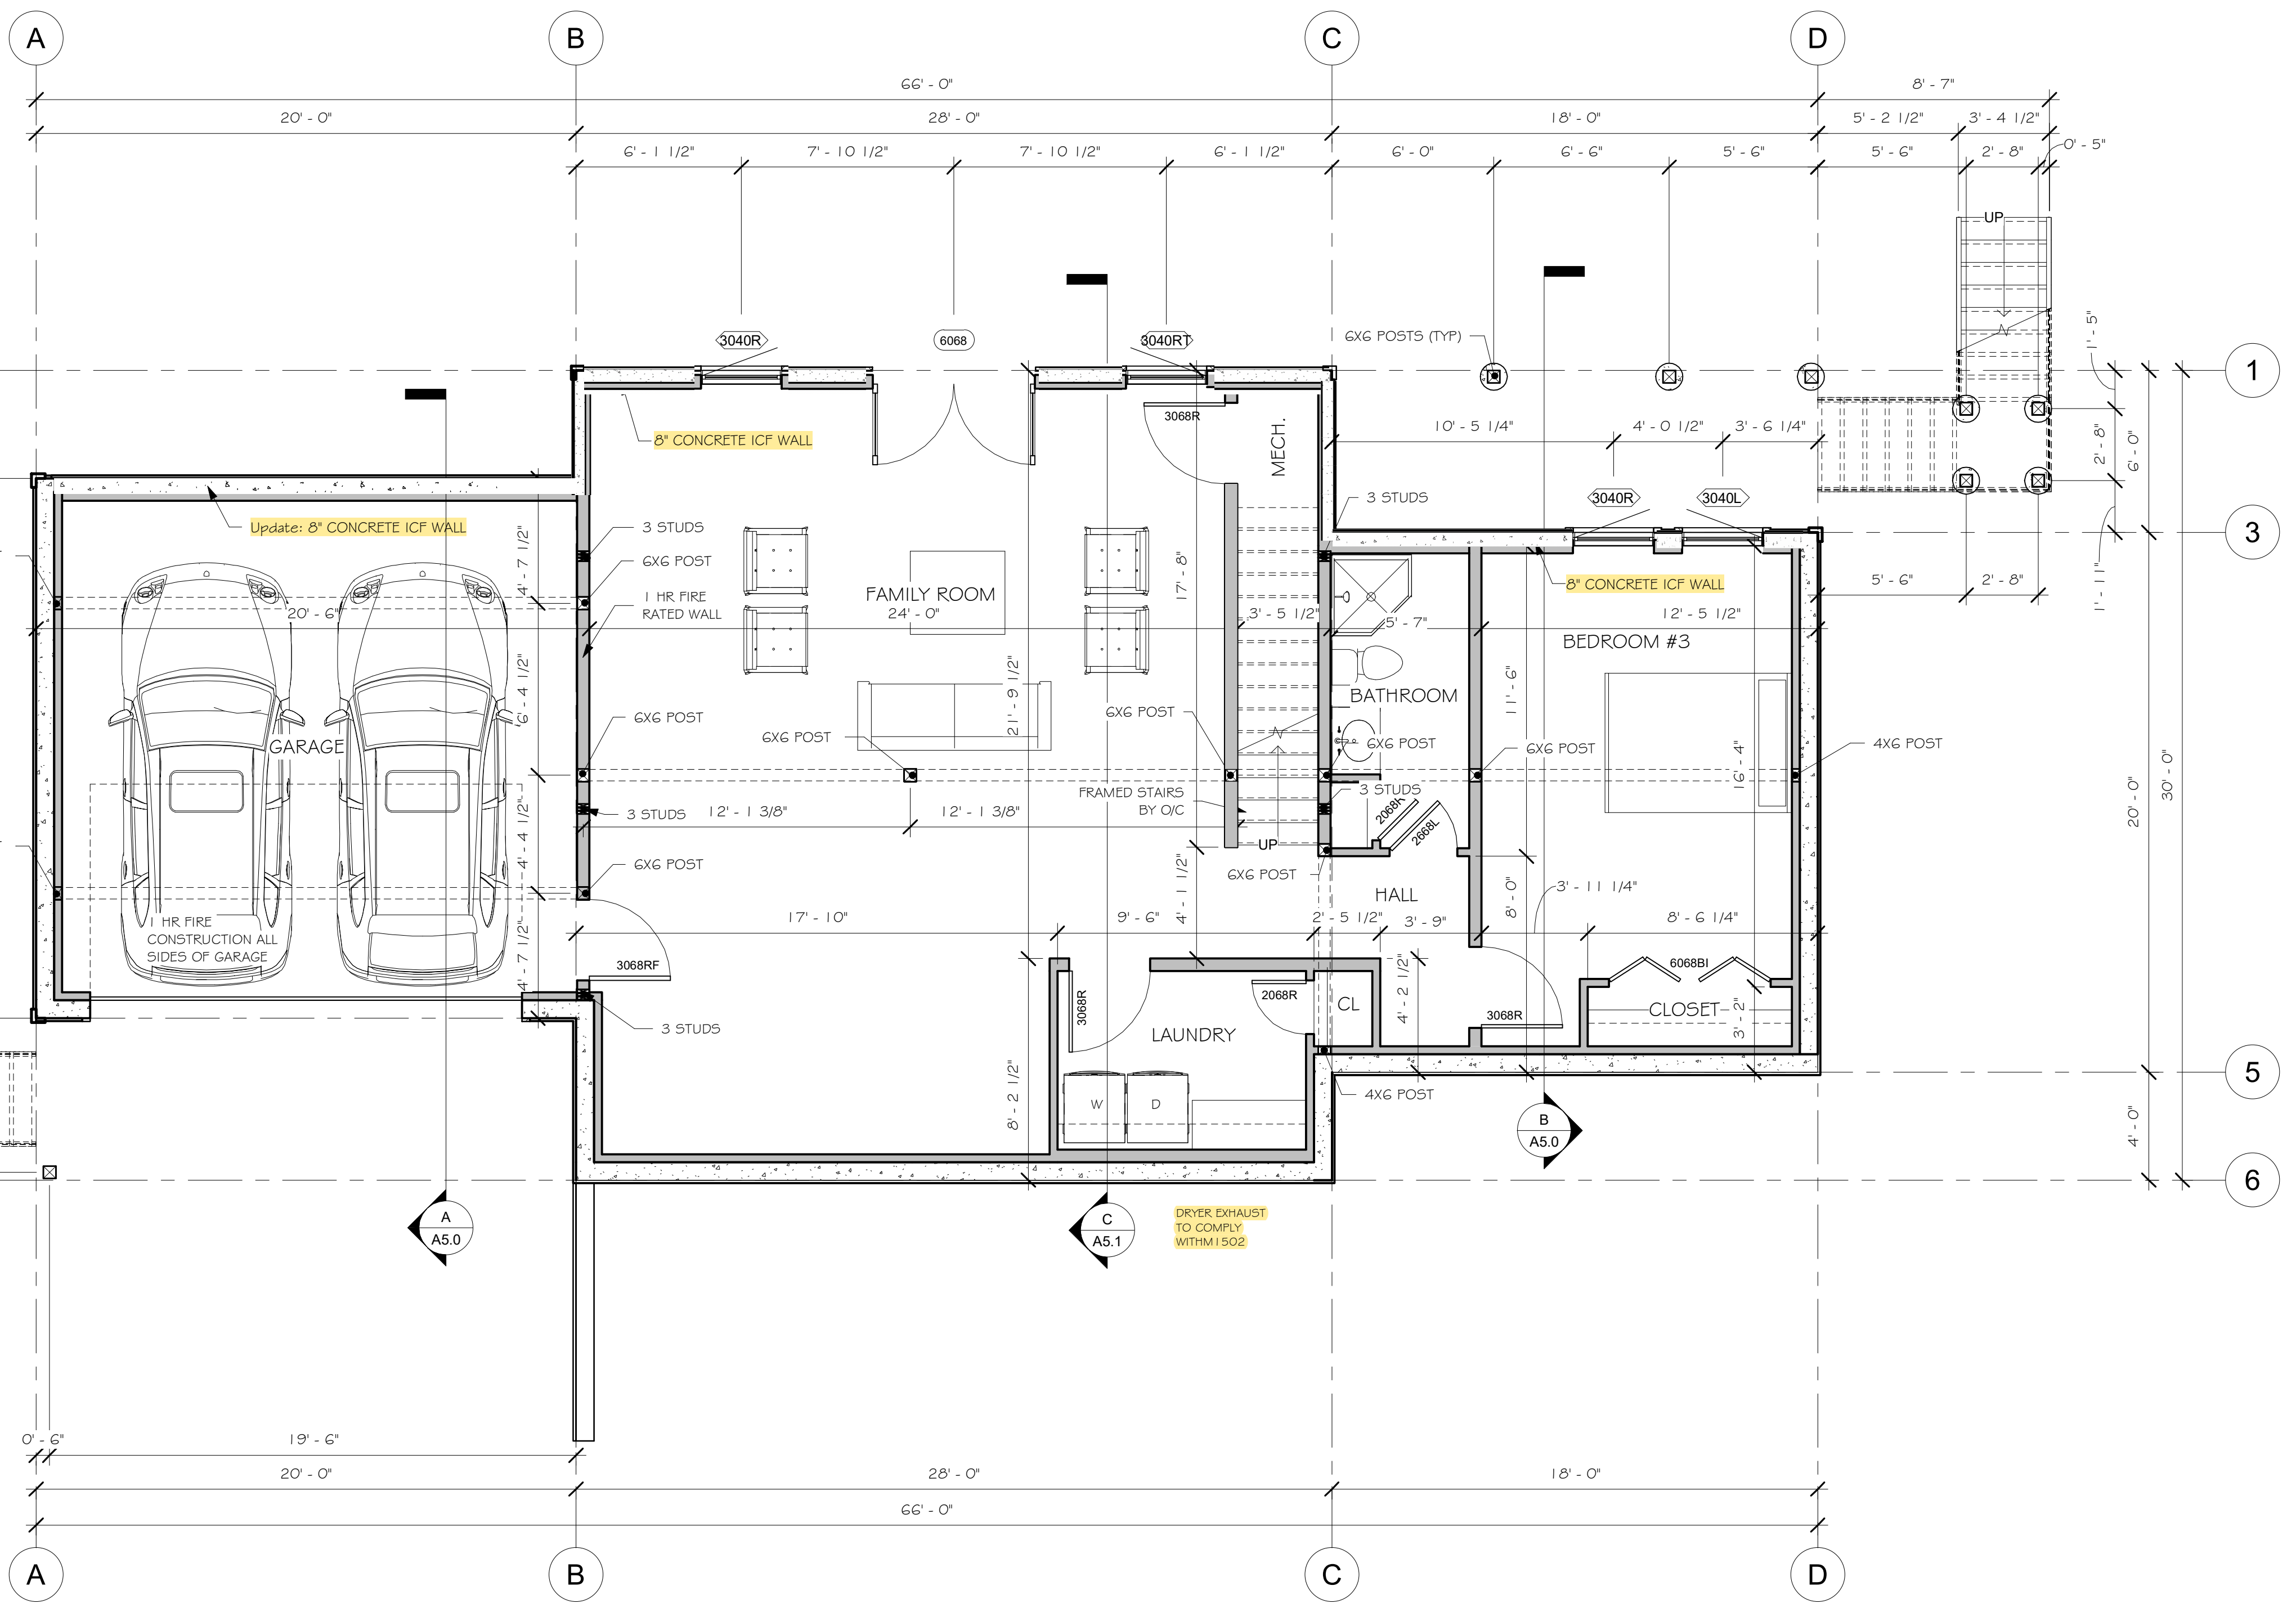 A
B
C
D
66' - 0"
8' - 7"
20' - 0"
28' - 0"
18' - 0"
5' - 2 1/2"
3' - 4 1/2"
6' - 1 1/2"
7' - 10 1/2"
7' - 10 1/2"
6' - 1 1/2"
6' - 0"
6' - 6"
5' - 6"
5' - 6"
2' - 8"
0' - 5"
UP
3040R
6068
3040RT
6X6 POSTS (TYP)
1' - 5"
1
3068R
MECH.
8" CONCRETE ICF WALL
10' - 5 1/4"
4' - 0 1/2"
3' - 6 1/4"
2' - 8"
6' - 0"
3040R
3040L
3 STUDS
Update: 8" CONCRETE ICF WALL
3 STUDS
3
4' - 7 1/2"
6X6 POST
17' - 8"
8" CONCRETE ICF WALL
5' - 6"
2' - 8"
1' - 11"
1 HR FIRE
RATED WALL
FAMILY ROOM
20' - 6"
24' - 0"
3' - 5 1/2"
5' - 7"
12' - 5 1/2"
BEDROOM #3
6' - 4 1/2"
21' - 9 1/2"
11' - 6"
BATHROOM
6X6 POST
6X6 POST
6X6 POST
6X6 POST
6X6 POST
4X6 POST
GARAGE
16' - 4"
30' - 0"
20' - 0"
FRAMED STAIRS
BY O/C
3 STUDS
3 STUDS
12' - 1 3/8"
12' - 1 3/8"
2068R
2668L
4' - 4 1/2"
UP
6X6 POST
6X6 POST
HALL
4' - 1 1/2"
8' - 0"
3' - 11 1/4"
1 HR FIRE
CONSTRUCTION ALL
SIDES OF GARAGE
17' - 10"
9' - 6"
2' - 5 1/2"
3' - 9"
8' - 6 1/4"
4' - 7 1/2"
3068RF
6068BI
3068R
2068R
CL
4' - 2 1/2"
3068R
CLOSET
3' - 2"
3 STUDS
LAUNDRY
5
8' - 2 1/2"
W
D
4X6 POST
4' - 0"
B
A5.0
6
A
A5.0
C
A5.1
DRYER EXHAUST
TO COMPLY
WITHM1502
0' - 6"
19' - 6"
20' - 0"
28' - 0"
18' - 0"
66' - 0"
A
B
C
D